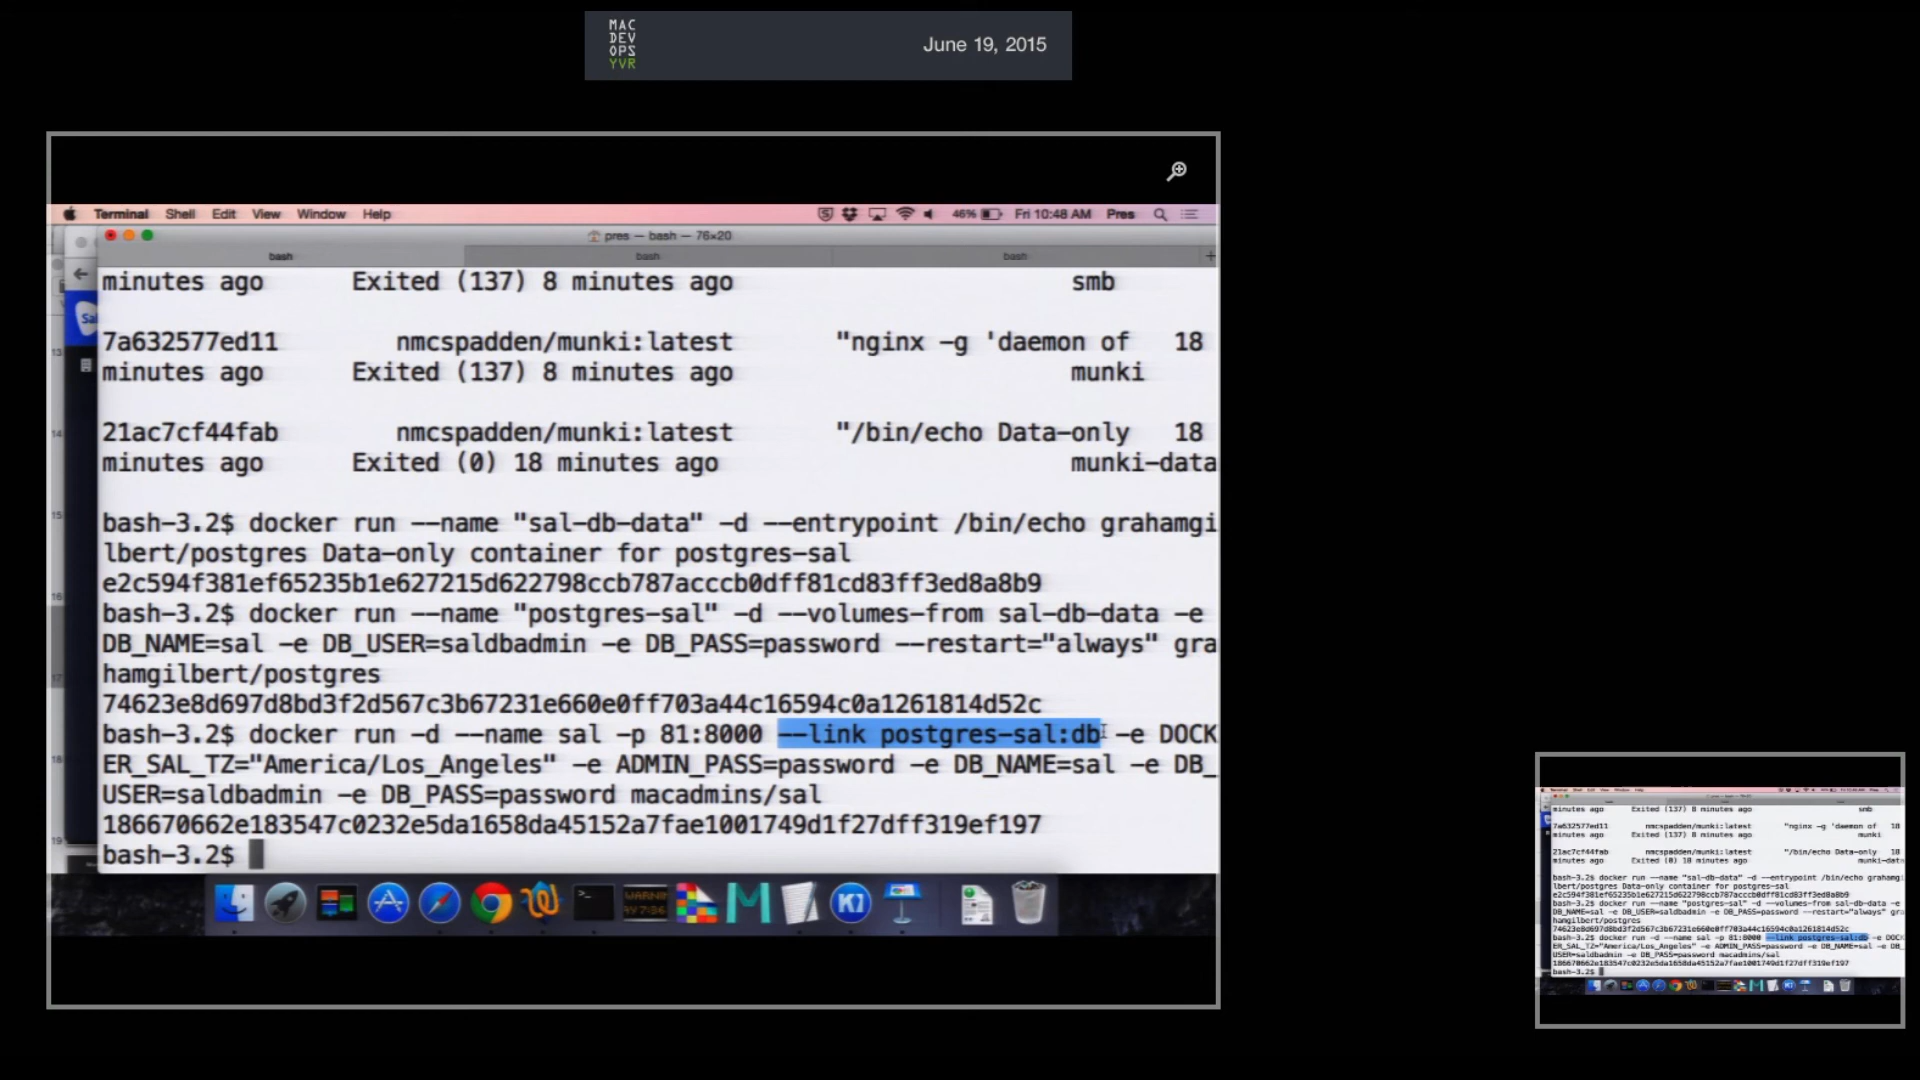 MAC
DEV
OPS
YVR
June 19, 2015
Terminal Shell Edit View Window Help 46% Fri 10:48 AM Pres
pres — bash — 76×20
bash bash bash
minutes ago Exited (137) 8 minutes ago smb
7a632577ed11 nmcspadden/munki:latest "nginx -g 'daemon of 18
minutes ago Exited (137) 8 minutes ago munki
21ac7cf44fab nmcspadden/munki:latest "/bin/echo Data-only 18
minutes ago Exited (0) 18 minutes ago munki-data
bash-3.2$ docker run --name "sal-db-data" -d --entrypoint /bin/echo grahamgi
lbert/postgres Data-only container for postgres-sal
e2c594f381ef65235b1e627215d622798ccb787acccb0dff81cd83ff3ed8a8b9
bash-3.2$ docker run --name "postgres-sal" -d --volumes-from sal-db-data -e
DB_NAME=sal -e DB_USER=saldbadmin -e DB_PASS=password --restart="always" gra
hamgilbert/postgres
74623e8d697d8bd3f2d567c3b67231e660e0ff703a44c16594c0a1261814d52c
bash-3.2$ docker run -d --name sal -p 81:8000 --link postgres-sal:db -e DOCK
ER_SAL_TZ="America/Los_Angeles" -e ADMIN_PASS=password -e DB_NAME=sal -e DB_
USER=saldbadmin -e DB_PASS=password macadmins/sal
186670662e183547c0232e5da1658da45152a7fae1001749d1f27dff319ef197
bash-3.2$